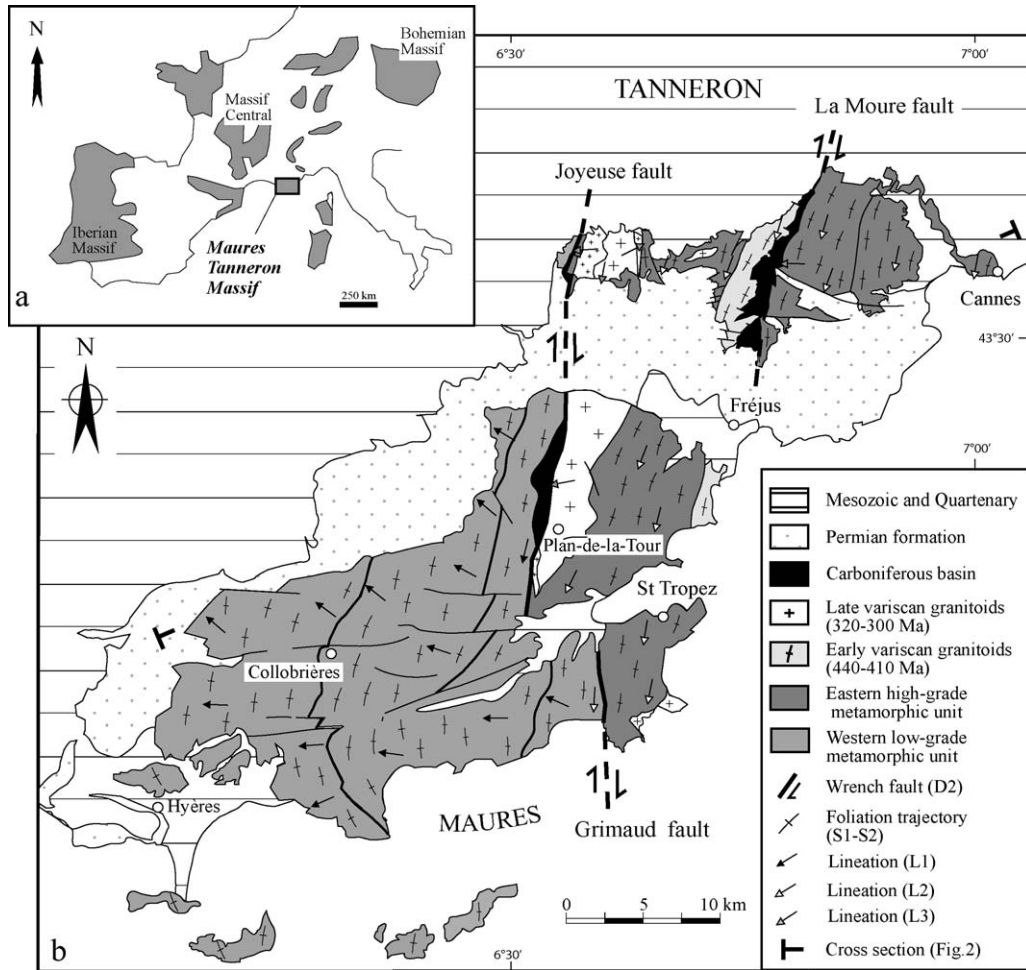 N
Bohemian
Massif
Massif
Central
Iberian
Massif
Maures
Tanneron
Massif
250 km
a
6°30′
7°00′
TANNERON
La Moure fault
Joyeuse fault
Cannes
43°30′
N
Fréjus
7°00′
Plan-de-la-Tour
St Tropez
Collobrières
Hyères
MAURES
Grimaud fault
0 5 10 km
6°30′
b
Mesozoic and Quartenary
Permian formation
Carboniferous basin
Late variscan granitoids
(320-300 Ma)
Early variscan granitoids
(440-410 Ma)
Eastern high-grade
metamorphic unit
Western low-grade
metamorphic unit
Wrench fault (D2)
Foliation trajectory
(S1-S2)
Lineation (L1)
Lineation (L2)
Lineation (L3)
Cross section (Fig.2)